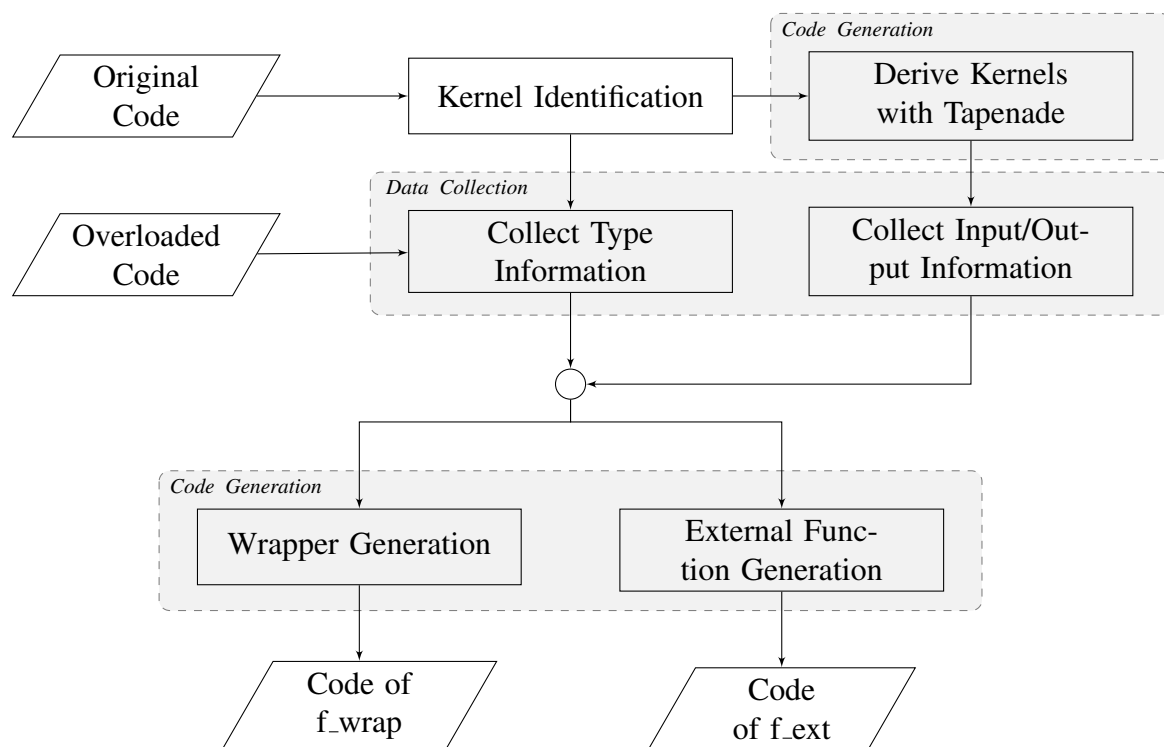 Code Generation
Original
Code
Kernel Identification
Derive Kernels
with Tapenade
Data Collection
Overloaded
Code
Collect Type
Information
Collect Input/Out-
put Information
Code Generation
Wrapper Generation
External Func-
tion Generation
Code of
f_wrap
Code
of f_ext